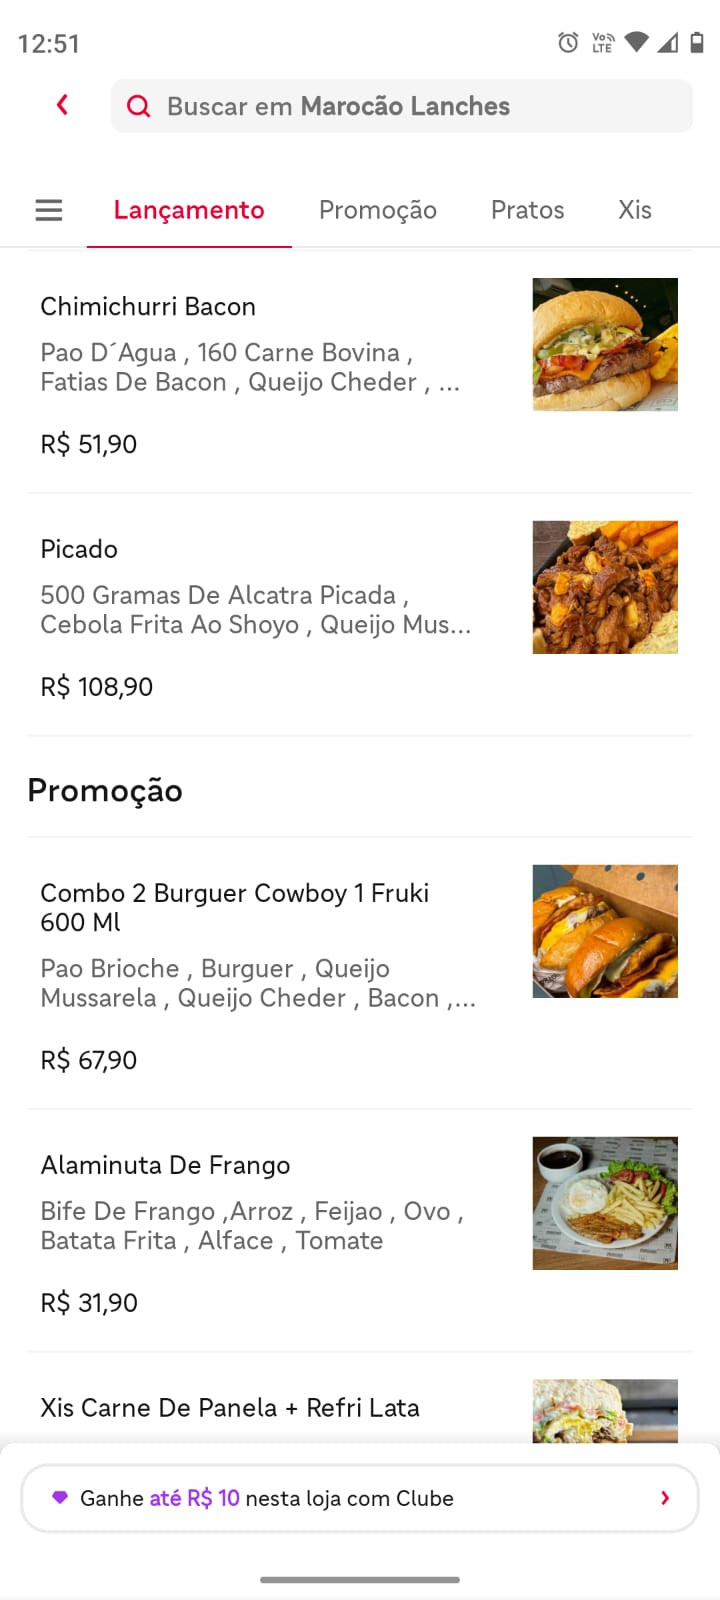 12:51
Vo LTE
Buscar em Marocão Lanches
Lançamento Promoção Pratos Xis
Chimichurri Bacon
Pao D´Agua , 160 Carne Bovina ,
Fatias De Bacon , Queijo Cheder , ...
R$ 51,90
Picado
500 Gramas De Alcatra Picada ,
Cebola Frita Ao Shoyo , Queijo Mus...
R$ 108,90
Promoção
Combo 2 Burguer Cowboy 1 Fruki
600 Ml
Pao Brioche , Burguer , Queijo
Mussarela , Queijo Cheder , Bacon ,...
R$ 67,90
Alaminuta De Frango
Bife De Frango ,Arroz , Feijao , Ovo ,
Batata Frita , Alface , Tomate
R$ 31,90
Xis Carne De Panela + Refri Lata
Ganhe até R$ 10 nesta loja com Clube